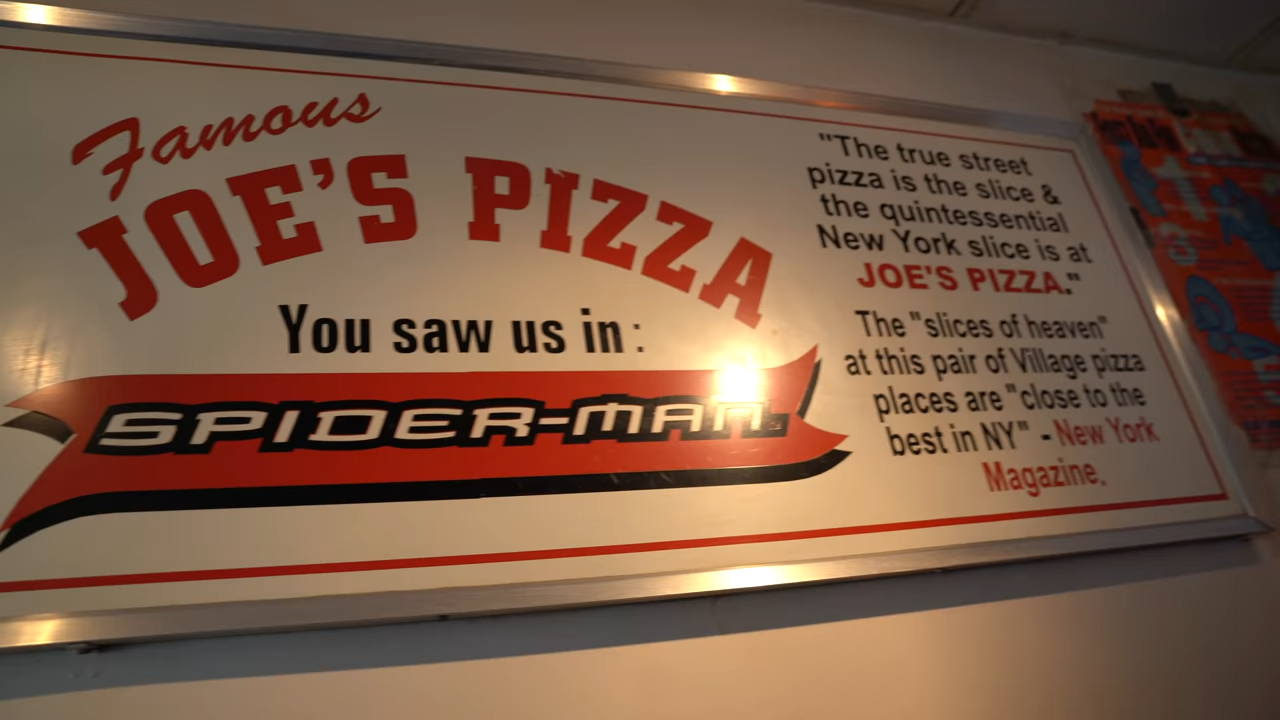 Famous
JOE'S PIZZA
You saw us in:
SPIDER-MAN
"The true street
pizza is the slice &
the quintessential
New York slice is at
JOE'S PIZZA."
The "slices of heaven"
at this pair of Village pizza
places are "close to the
best in NY" - New York
Magazine.